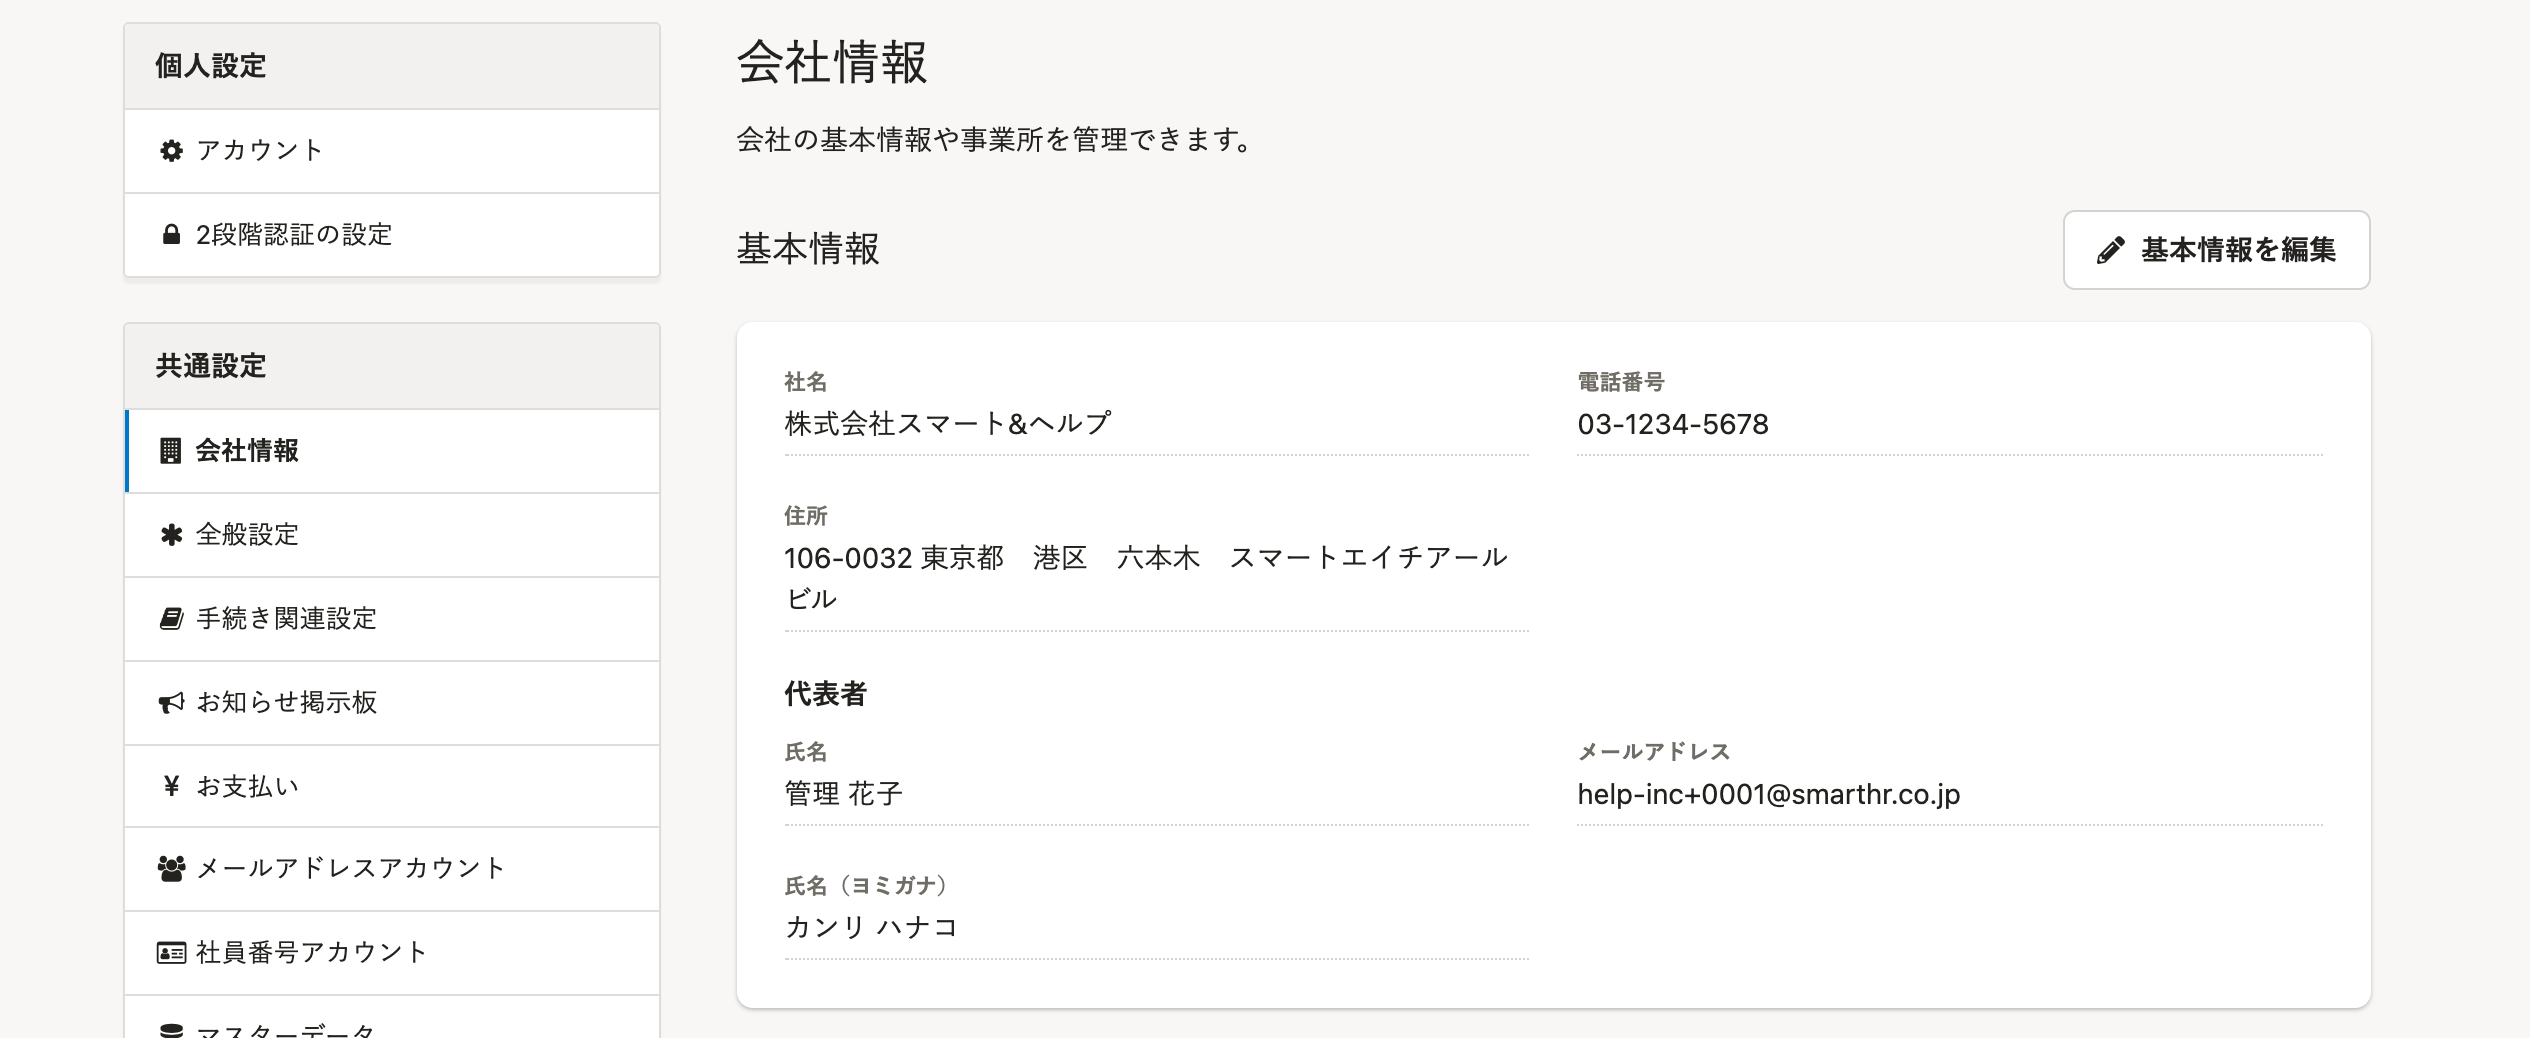 個人設定
アカウント
2段階認証の設定
共通設定
会社情報
全般設定
手続き関連設定
お知らせ掲示板
お支払い
メールアドレスアカウント
社員番号アカウント
マスターデータ
会社情報
会社の基本情報や事業所を管理できます。
基本情報
基本情報を編集
社名
株式会社スマート&ヘルプ
電話番号
03-1234-5678
住所
106-0032 東京都　港区　六本木　スマートエイチアール
ビル
代表者
氏名
管理 花子
メールアドレス
help-inc+0001@smarthr.co.jp
氏名（ヨミガナ）
カンリ ハナコ